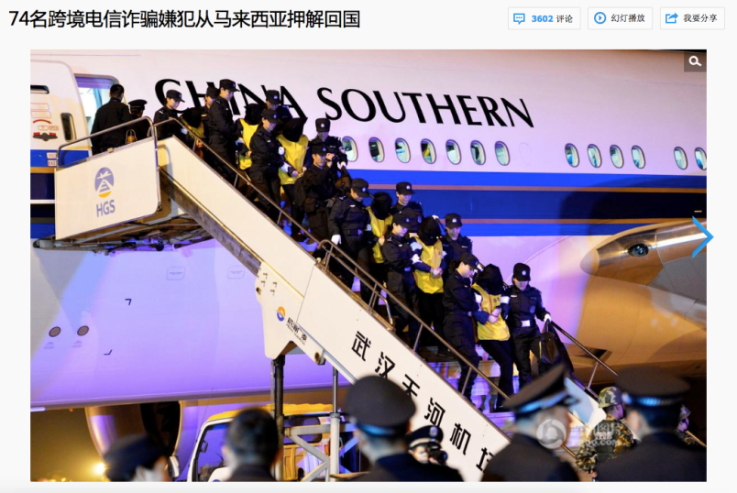 74名跨境电信诈骗嫌犯从马来西亚押解回国
3602 评论
幻灯播放
我要分享
CHINA SOUTHERN
HGS
武汉天河机场